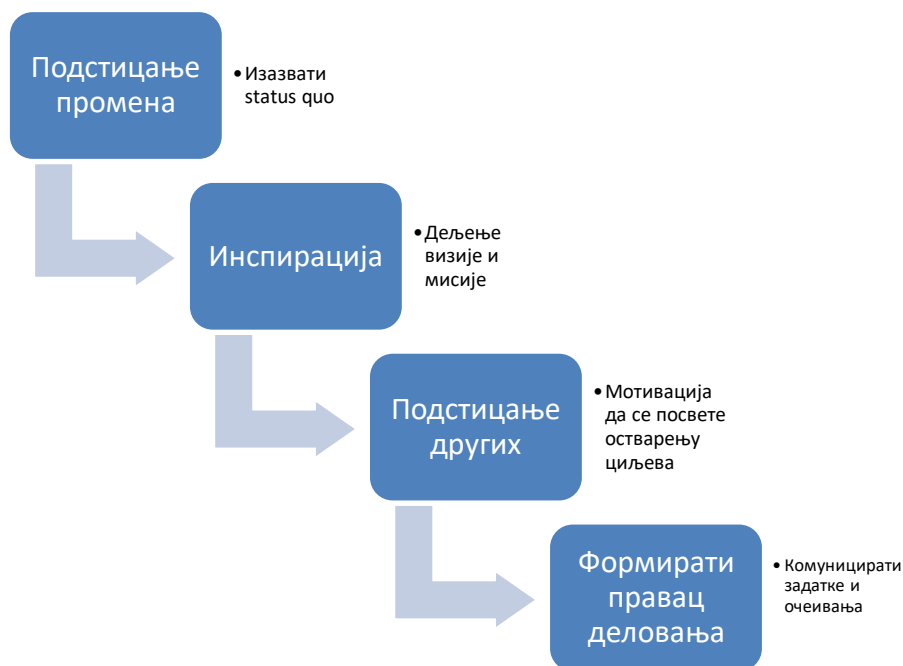 Подстицање
промена
• Изазвати
status quo
Инспирација
• Дељење
визије и
мисије
Подстицање
других
• Мотивација
да се посвете
остварењу
циљева
Формирати
правац
деловања
• Комуницирати
задатке и
очеивања